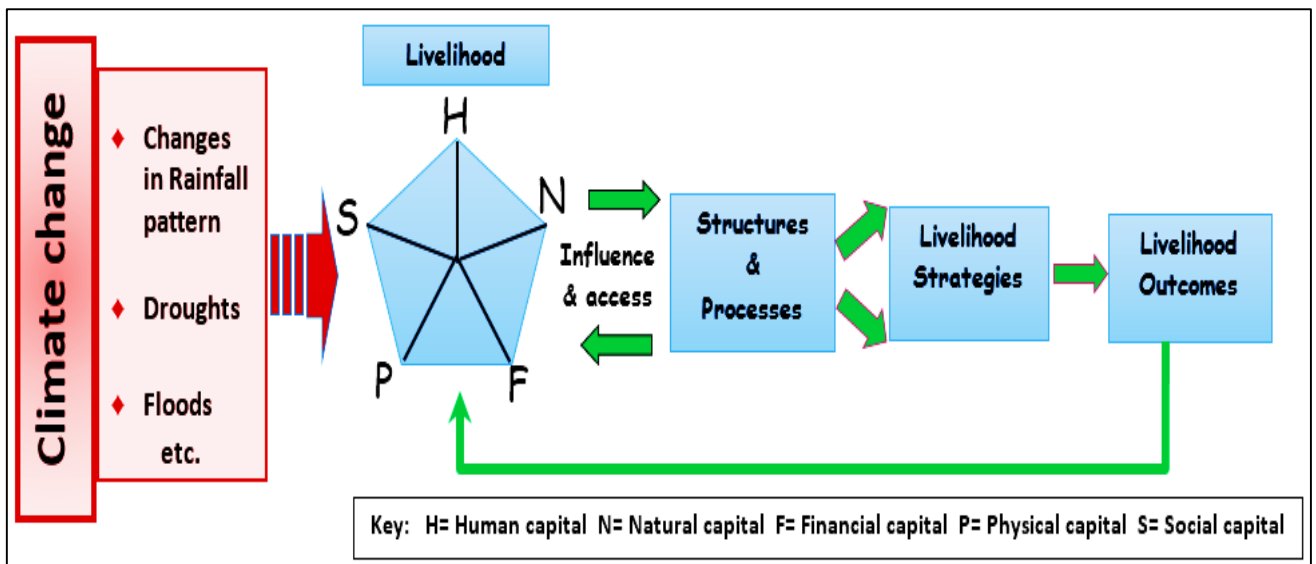 Climate change
♦ Changes
in Rainfall
pattern
♦ Droughts
♦ Floods
etc.
Livelihood
H
S
N
P
F
Influence
& access
Structures
&
Processes
Livelihood
Strategies
Livelihood
Outcomes
Key: H= Human capital N= Natural capital F= Financial capital P= Physical capital S= Social capital